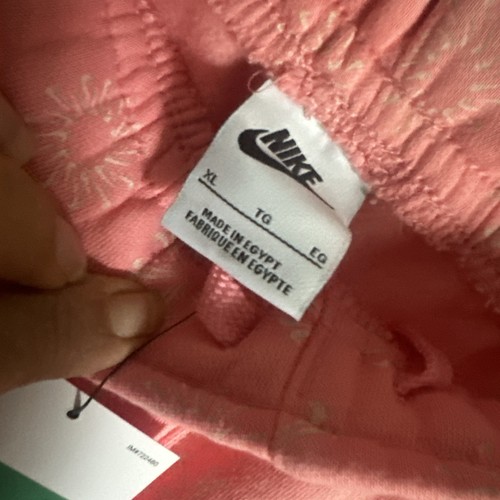 NIKE
XL TG EG
MADE IN EGYPT
FABRIQUE EN EGYPTE